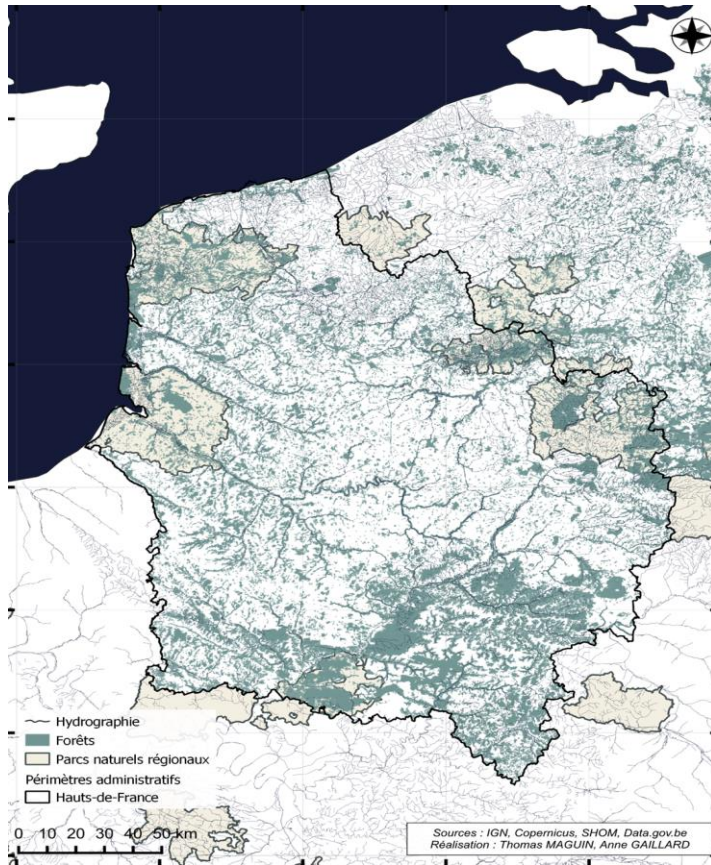 Hydrographie
Forêts
Parcs naturels régionaux
Périmètres administratifs
Hauts-de-France
0 10 20 30 40 50 km
Sources : IGN, Copernicus, SHOM, Data.gov.be
Réalisation : Thomas MAGUIN, Anne GAILLARD